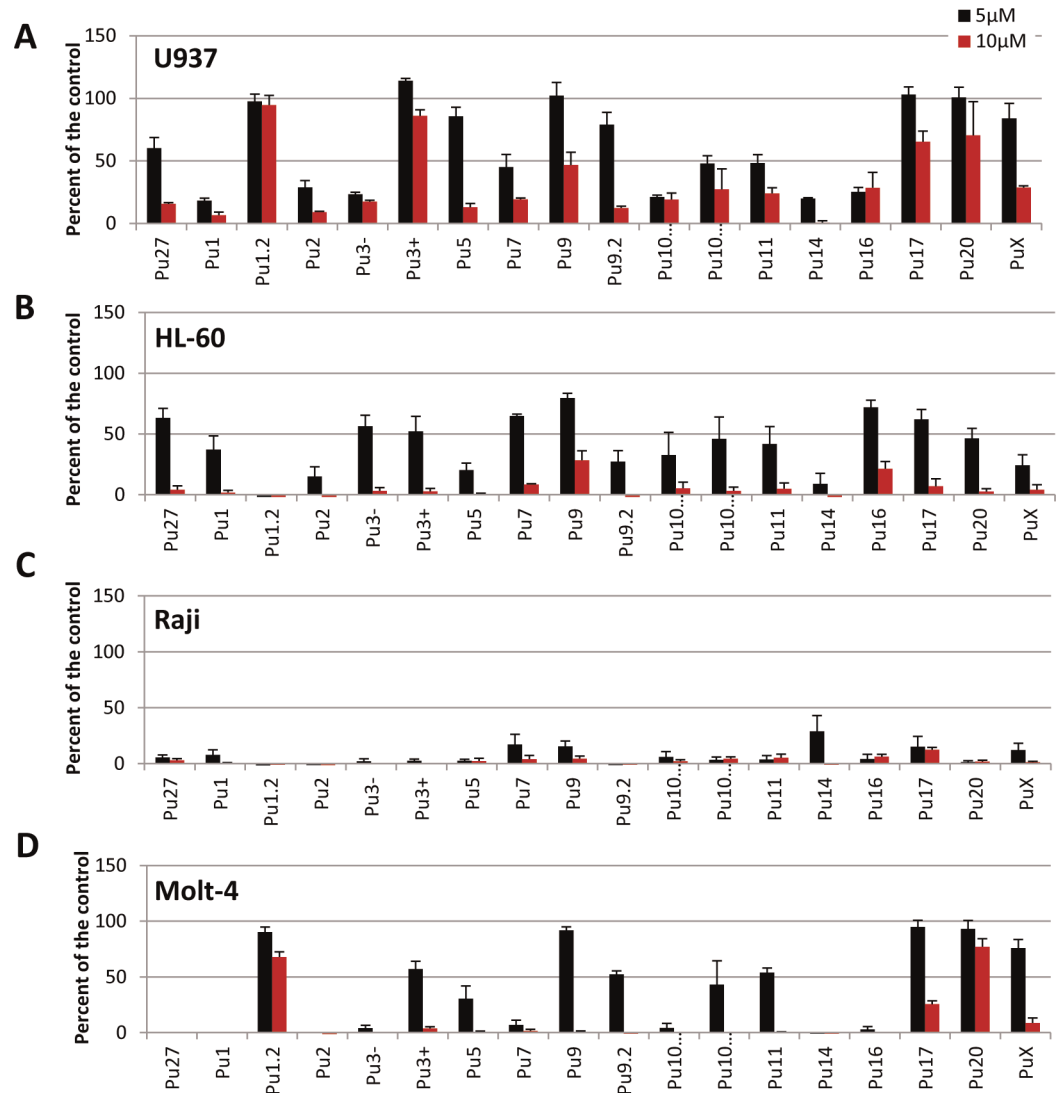 5µM
10µM
A
U937
Percent of the control
150
100
50
0
Pu27 Pu1 Pu1.2 Pu2 Pu3- Pu3+ Pu5 Pu7 Pu9 Pu9.2 Pu10... Pu10... Pu11 Pu14 Pu16 Pu17 Pu20 PuX
B
HL-60
Percent of the control
150
100
50
0
Pu27 Pu1 Pu1.2 Pu2 Pu3- Pu3+ Pu5 Pu7 Pu9 Pu9.2 Pu10... Pu10... Pu11 Pu14 Pu16 Pu17 Pu20 PuX
C
Raji
Percent of the control
150
100
50
0
Pu27 Pu1 Pu1.2 Pu2 Pu3- Pu3+ Pu5 Pu7 Pu9 Pu9.2 Pu10... Pu10... Pu11 Pu14 Pu16 Pu17 Pu20 PuX
D
Molt-4
Percent of the control
150
100
50
0
Pu27 Pu1 Pu1.2 Pu2 Pu3- Pu3+ Pu5 Pu7 Pu9 Pu9.2 Pu10... Pu10... Pu11 Pu14 Pu16 Pu17 Pu20 PuX